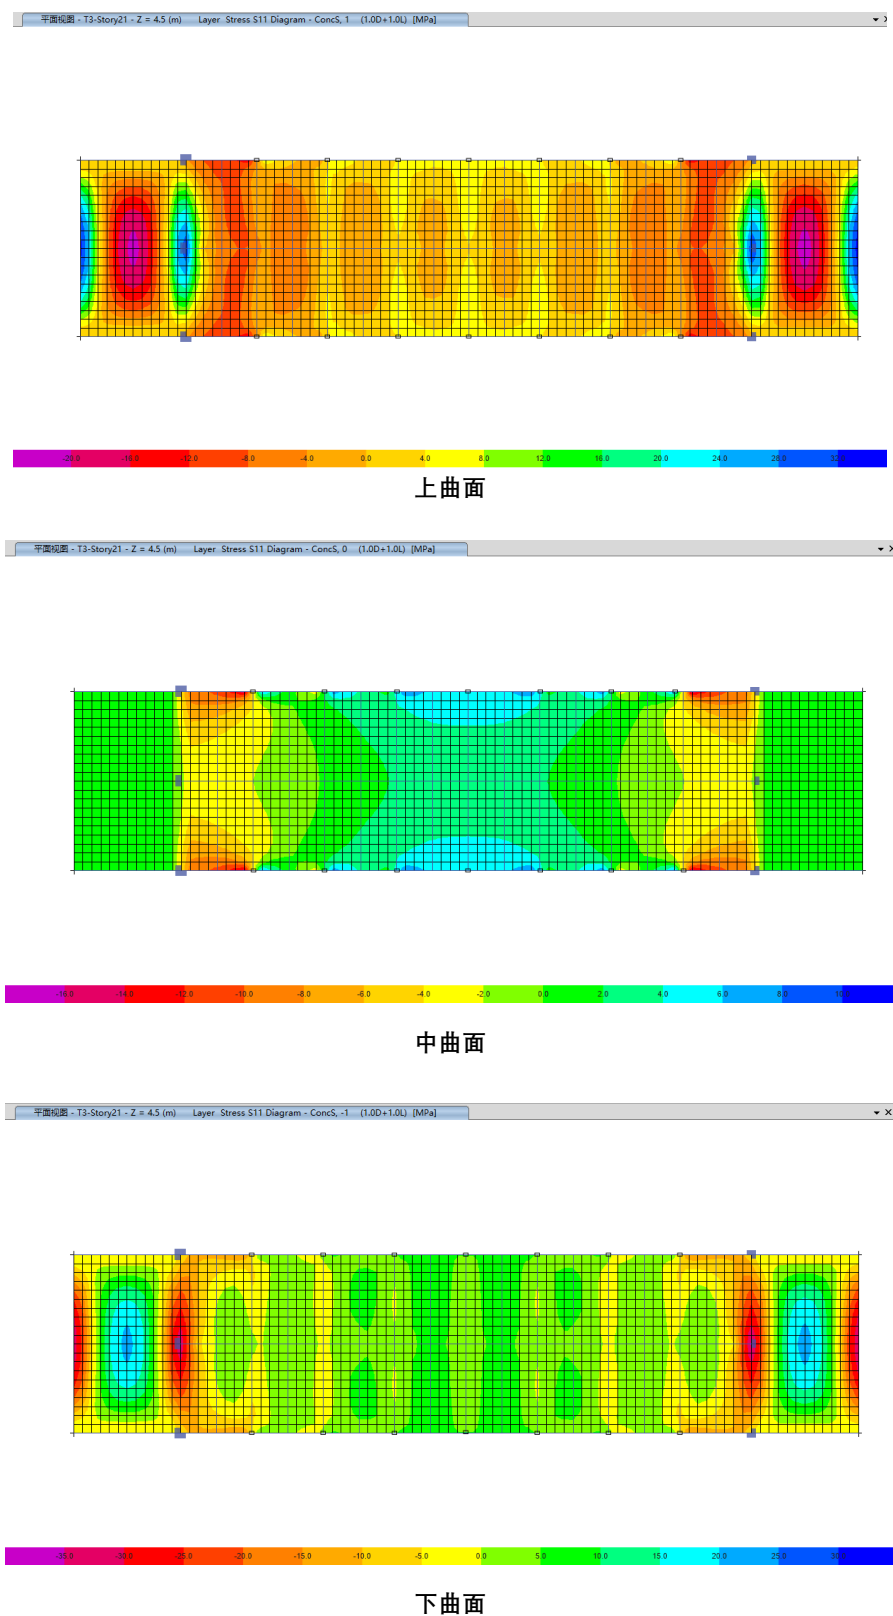 平面视图 - T3-Story21 - Z = 4.5 (m) Layer Stress S11 Diagram - ConcS, 1 (1.0D+1.0L) [MPa]
-20.0 -16.0 -12.0 -8.0 -4.0 0.0 4.0 8.0 12.0 16.0 20.0 24.0 28.0 32.0
上曲面
平面视图 - T3-Story21 - Z = 4.5 (m) Layer Stress S11 Diagram - ConcS, 0 (1.0D+1.0L) [MPa]
-16.0 -14.0 -12.0 -10.0 -8.0 -6.0 -4.0 -2.0 0.0 2.0 4.0 6.0 8.0 10.0
中曲面
平面视图 - T3-Story21 - Z = 4.5 (m) Layer Stress S11 Diagram - ConcS, -1 (1.0D+1.0L) [MPa]
-35.0 -30.0 -25.0 -20.0 -15.0 -10.0 -5.0 0.0 5.0 10.0 15.0 20.0 25.0 30.0
下曲面